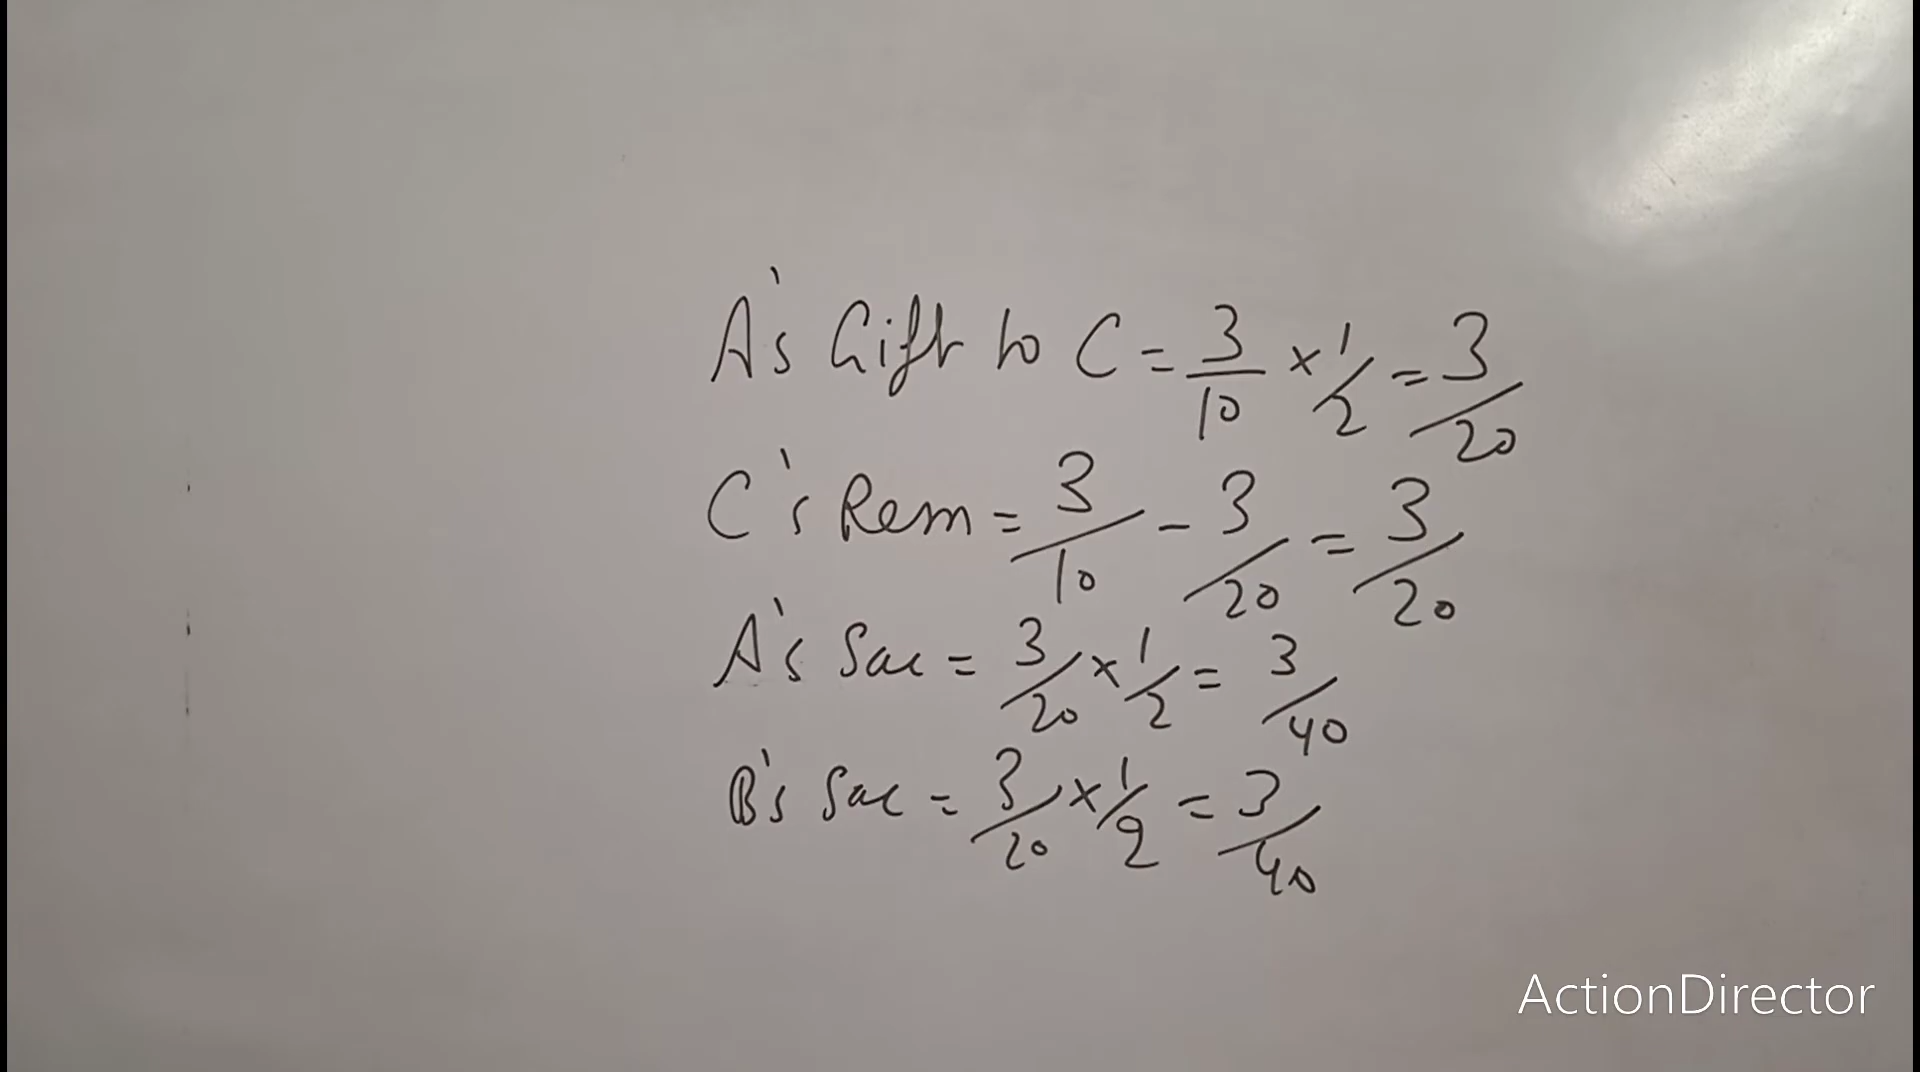 A's Gift to C = 3/10 × 1/2 = 3/20
C's Rem = 3/10 - 3/20 = 3/20
A's Sac = 3/20 × 1/2 = 3/40
B's Sac = 3/20 × 1/2 = 3/40
ActionDirector